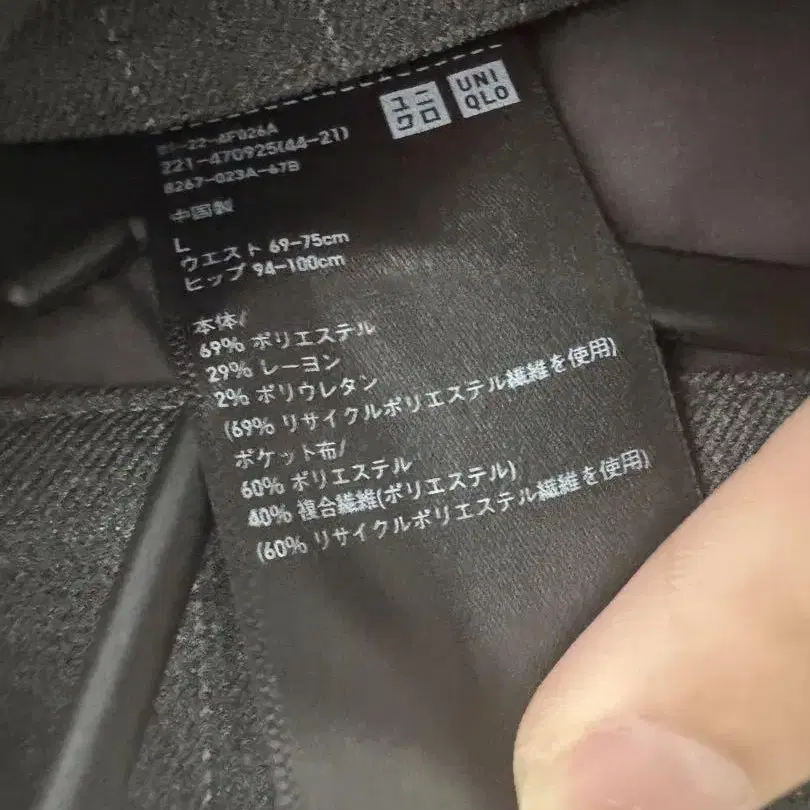 ユニクロ
UNIQLO
221-470925(44-21)
8267-023A-67B
中国製
L
ウエスト 69-75cm
ヒップ 94-100cm
本体/
69% ポリエステル
29% レーヨン
2% ポリウレタン
(69% リサイクルポリエステル繊維を使用)
ポケット布/
60% ポリエステル
40% 複合繊維(ポリエステル)
(60% リサイクルポリエステル繊維を使用)